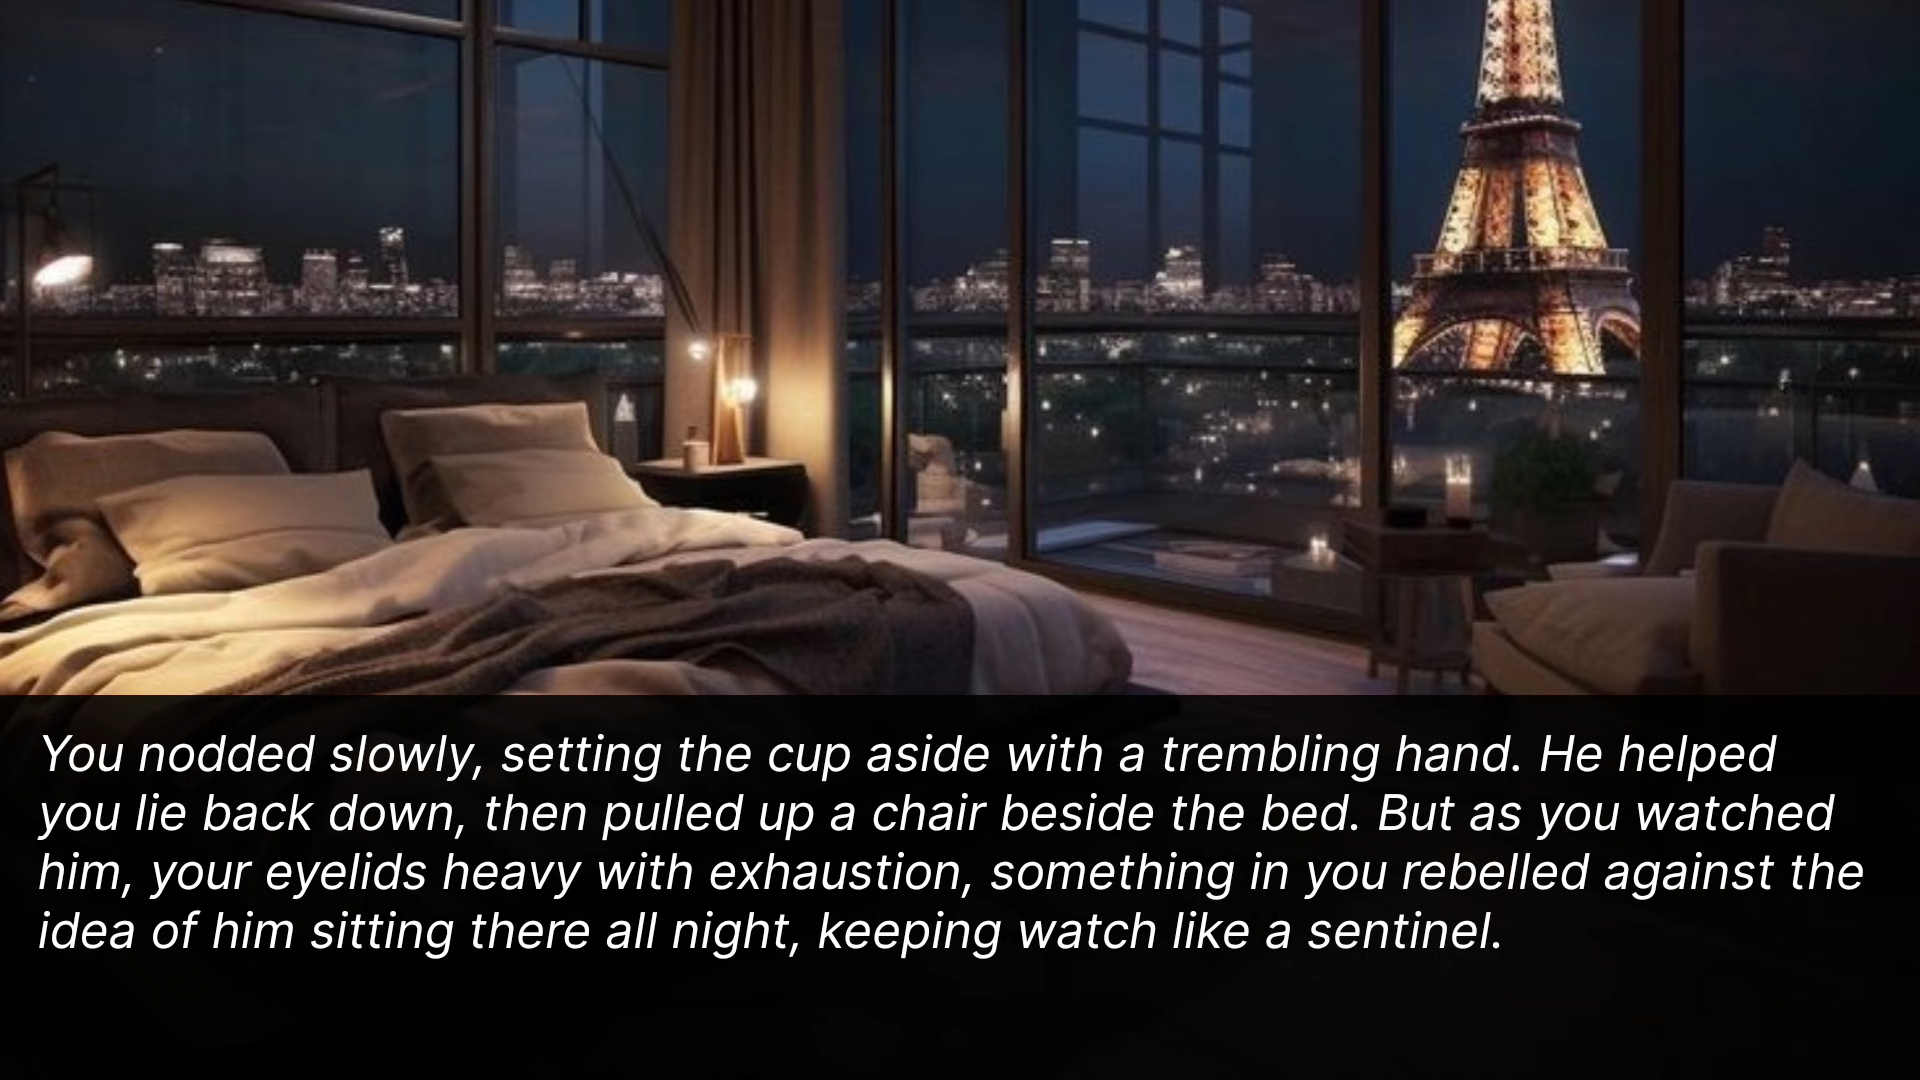 You nodded slowly, setting the cup aside with a trembling hand. He helped
you lie back down, then pulled up a chair beside the bed. But as you watched
him, your eyelids heavy with exhaustion, something in you rebelled against the
idea of him sitting there all night, keeping watch like a sentinel.